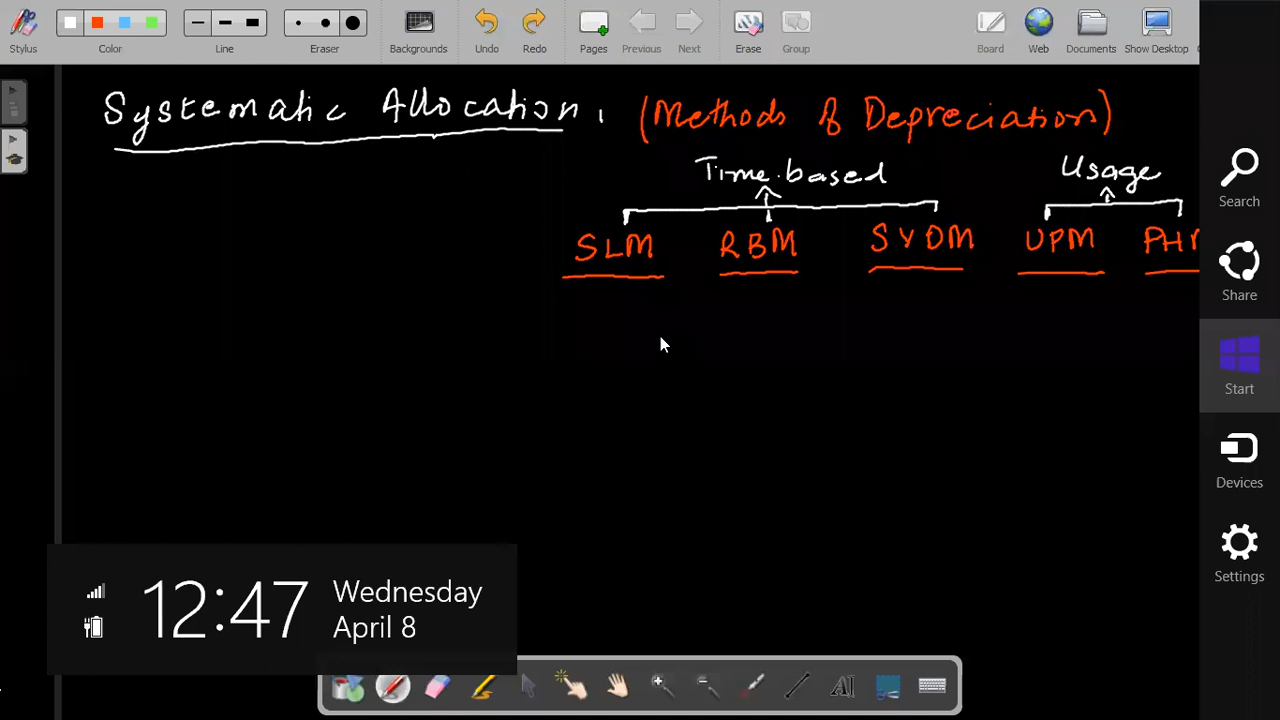 Stylus
Color
Line
Eraser
Backgrounds
Undo
Redo
Pages
Previous
Next
Erase
Group
Board
Web
Documents
Show Desktop
Systematic Allocation. (Methods of Depreciation)
Time based
Usage
SLM RBM SYDM UPM
Search
Share
Start
Devices
Settings
12:47
Wednesday
April 8